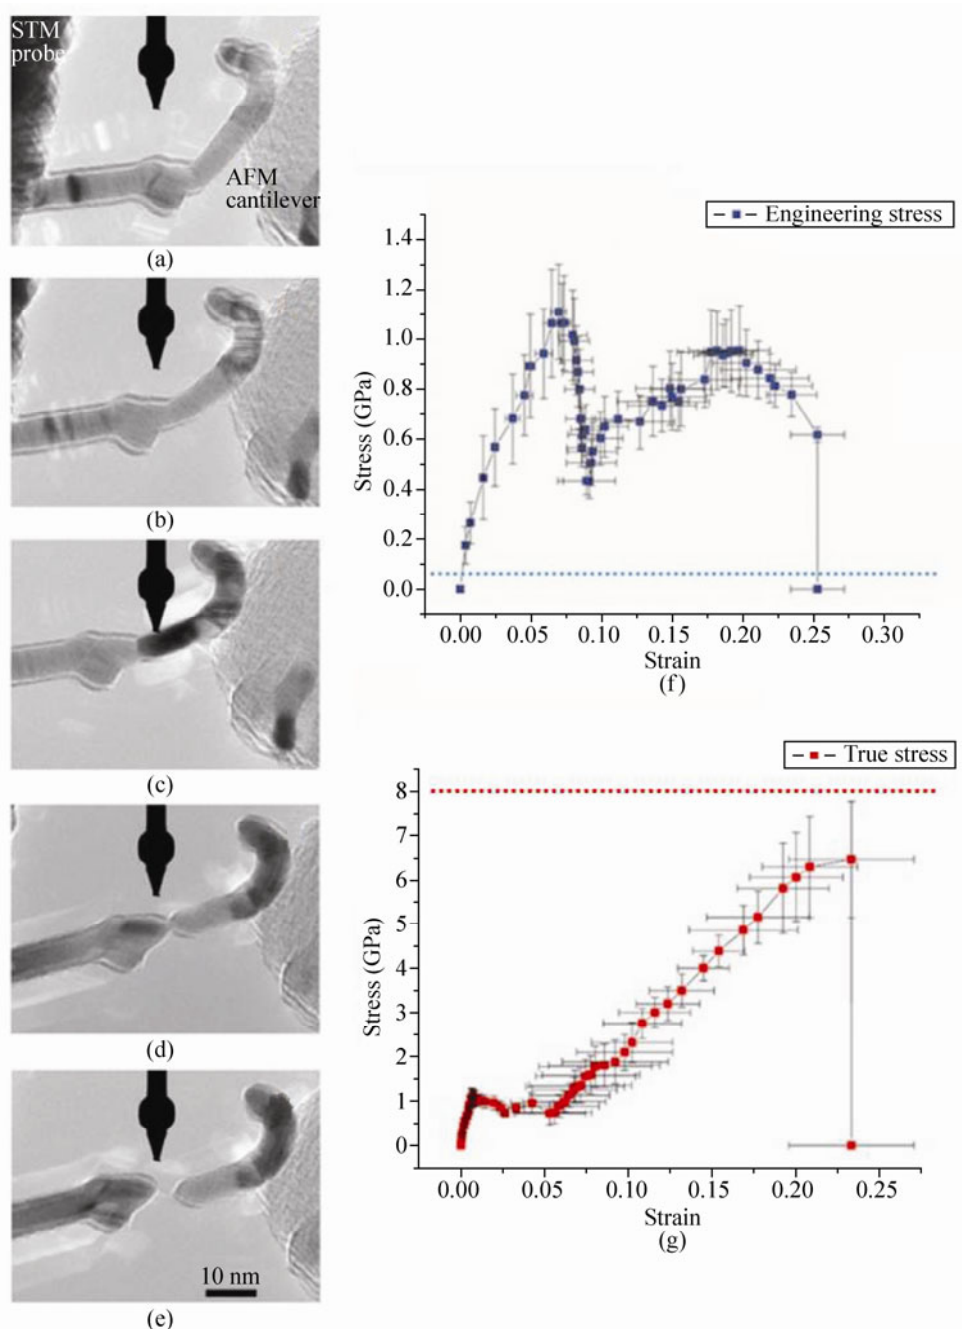 STM
probe
AFM
cantilever
(a)
(b)
(c)
(d)
10 nm
(e)
Engineering stress
1.4
1.2
1.0
0.8
0.6
0.4
0.2
0.0
Stress (GPa)
0.00 0.05 0.10 0.15 0.20 0.25 0.30
Strain
(f)
True stress
8
7
6
5
4
3
2
1
0
Stress (GPa)
0.00 0.05 0.10 0.15 0.20 0.25
Strain
(g)